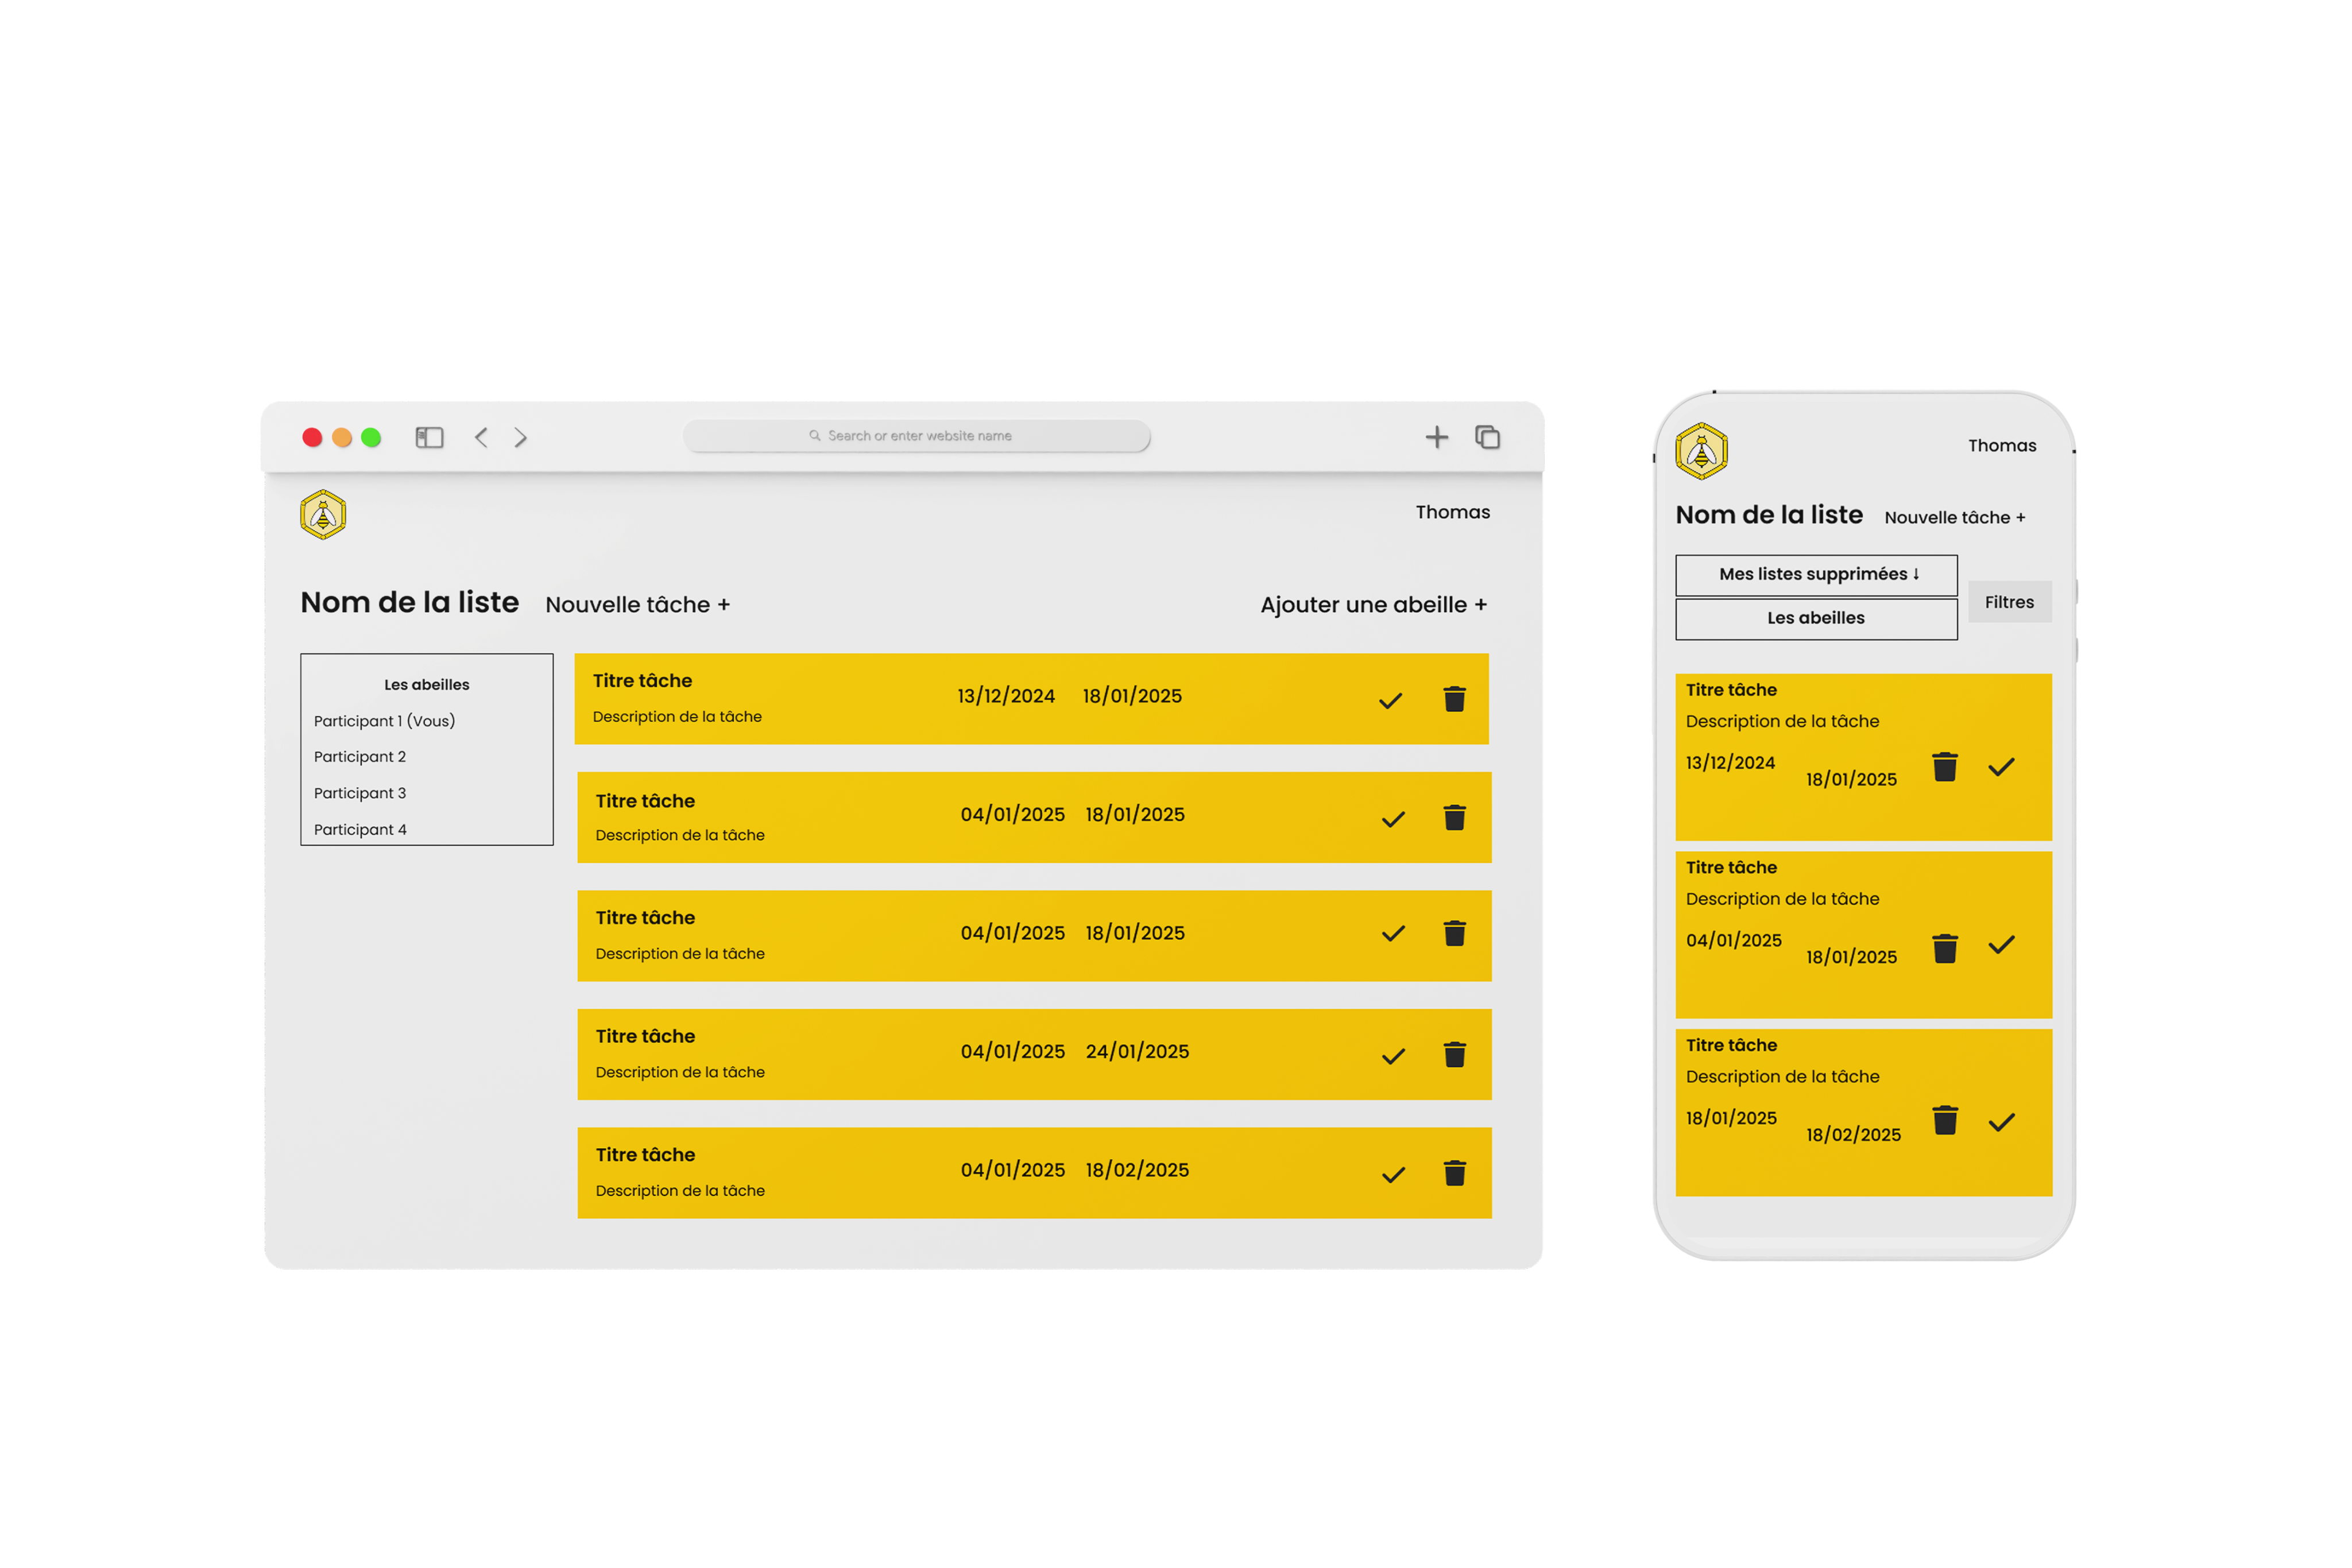 Search or enter website name
Thomas
Nom de la liste Nouvelle tâche + Ajouter une abeille +
Les abeilles
Participant 1 (Vous)
Participant 2
Participant 3
Participant 4
Titre tâche
Description de la tâche
13/12/2024 18/01/2025
Titre tâche
Description de la tâche
04/01/2025 18/01/2025
Titre tâche
Description de la tâche
04/01/2025 18/01/2025
Titre tâche
Description de la tâche
04/01/2025 24/01/2025
Titre tâche
Description de la tâche
04/01/2025 18/02/2025
Thomas
Nom de la liste Nouvelle tâche +
Mes listes supprimées ↓
Les abeilles
Filtres
Titre tâche
Description de la tâche
13/12/2024
18/01/2025
Titre tâche
Description de la tâche
04/01/2025
18/01/2025
Titre tâche
Description de la tâche
18/01/2025
18/02/2025